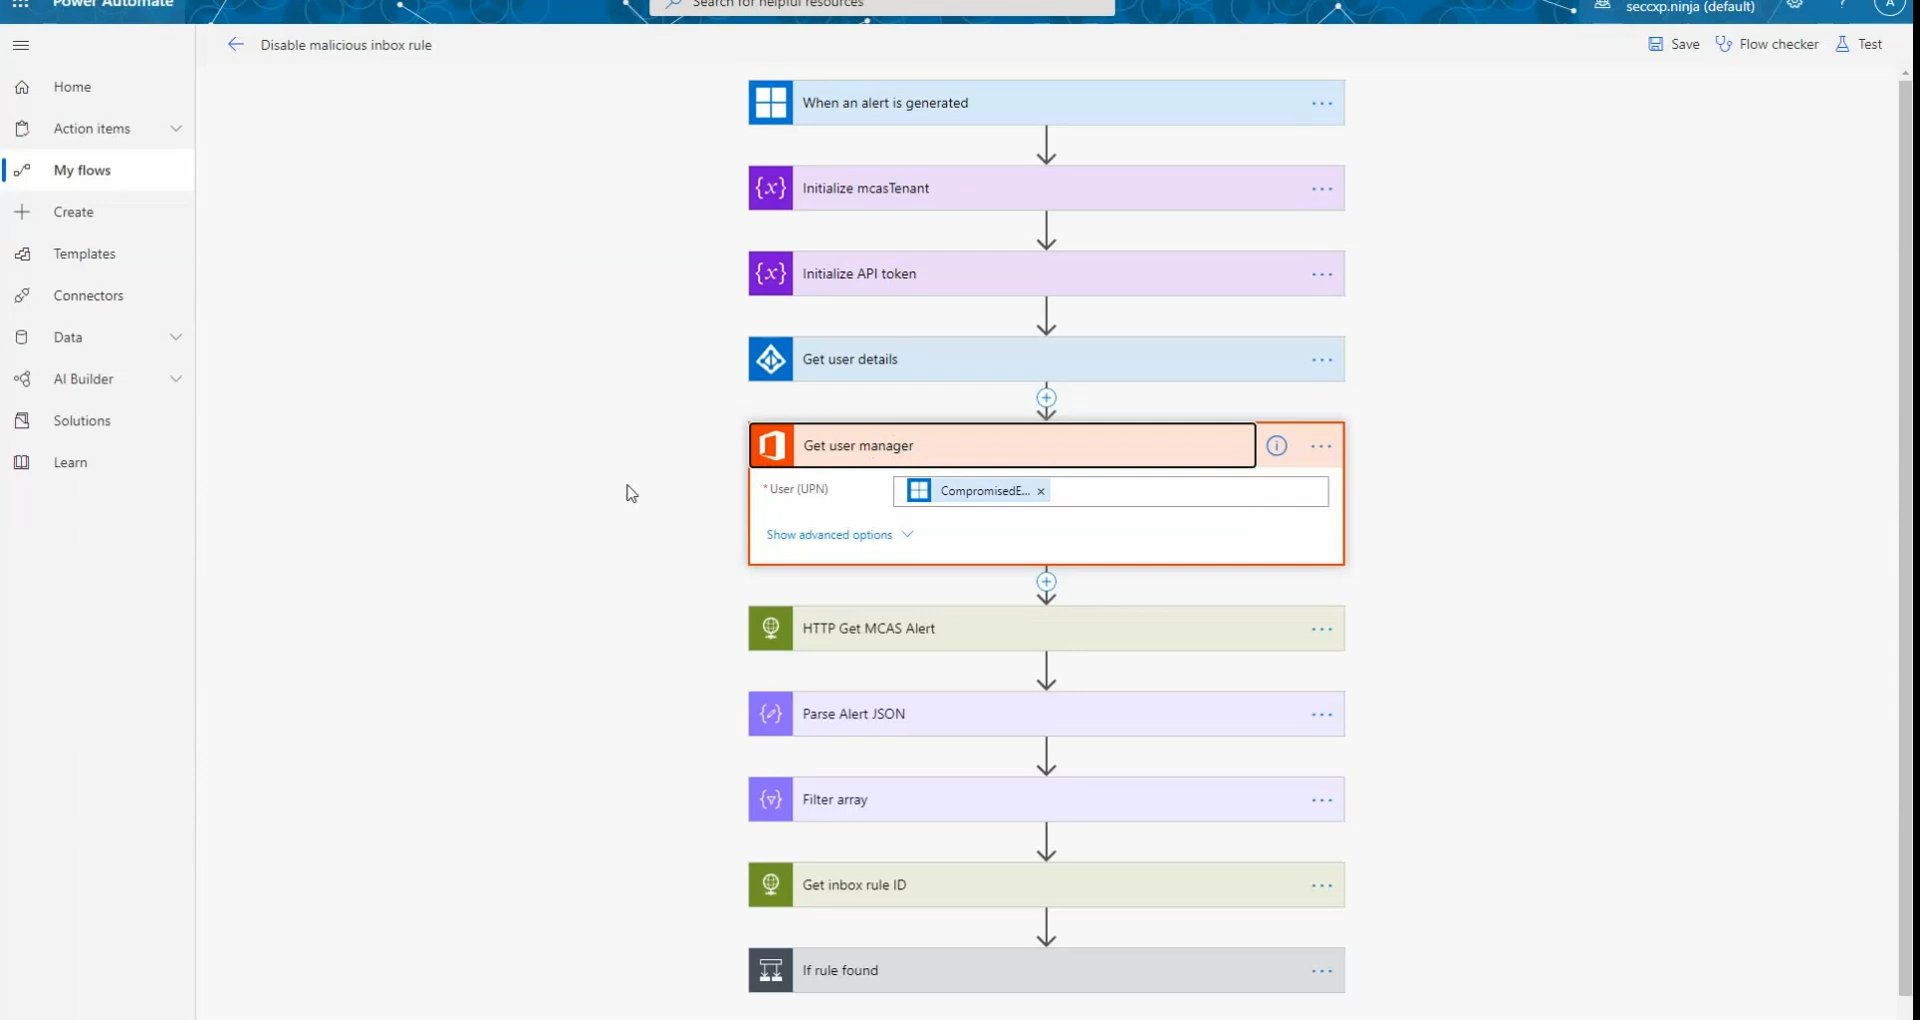 Power Automate
Search for helpful resources
seccxp.ninja (default)
?
A
Disable malicious inbox rule
Save
Flow checker
Test
Home
Action items
My flows
Create
Templates
Connectors
Data
AI Builder
Solutions
Learn
When an alert is generated
{x} Initialize mcasTenant
{x} Initialize API token
Get user details
Get user manager
* User (UPN)
CompromisedE... ×
Show advanced options
HTTP Get MCAS Alert
Parse Alert JSON
Filter array
Get inbox rule ID
If rule found